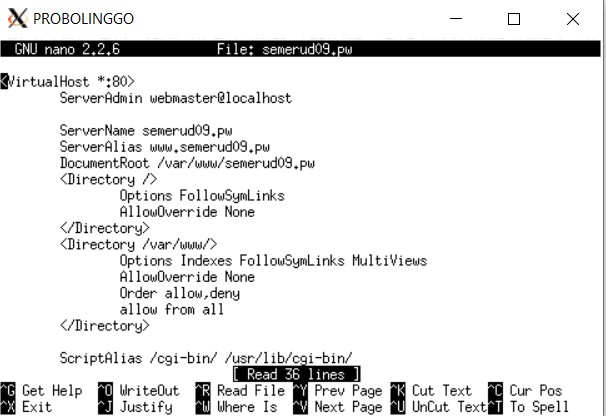 PROBOLINGGO
GNU nano 2.2.6 File: semerud09.pw
<VirtualHost *:80>
ServerAdmin webmaster@localhost
ServerName semerud09.pw
ServerAlias www.semerud09.pw
DocumentRoot /var/www/semerud09.pw
<Directory />
Options FollowSymLinks
AllowOverride None
</Directory>
<Directory /var/www/>
Options Indexes FollowSymLinks MultiViews
AllowOverride None
Order allow,deny
allow from all
</Directory>
ScriptAlias /cgi-bin/ /usr/lib/cgi-bin/
[ Read 36 lines ]
^G Get Help ^O WriteOut ^R Read File ^Y Prev Page ^K Cut Text ^C Cur Pos
^X Exit ^J Justify ^W Where Is ^V Next Page ^U UnCut Text ^T To Spell